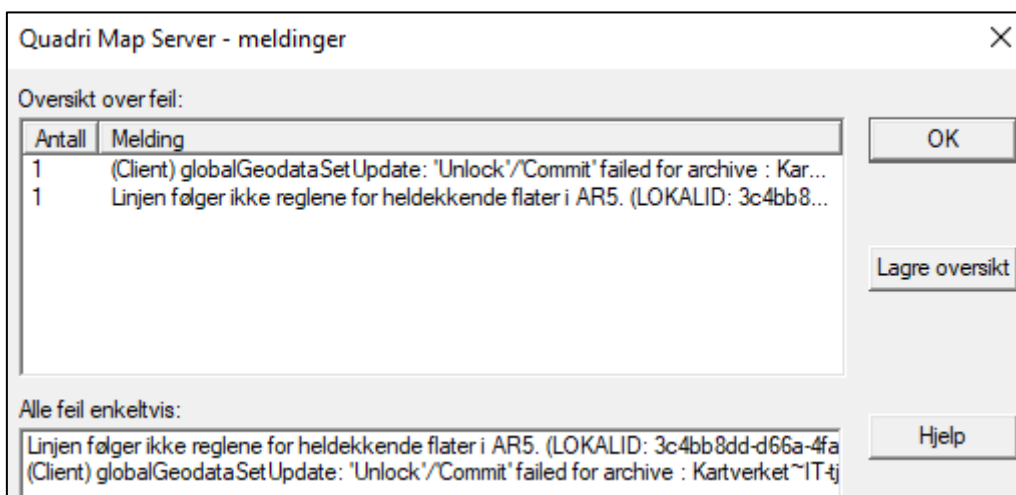 Quadri Map Server - meldinger
Oversikt over feil:
Antall Melding
1 (Client) globalGeodataSetUpdate: 'Unlock'/'Commit' failed for archive : Kar...
1 Linjen følger ikke reglene for heldekkende flater i AR5. (LOKALID: 3c4bb8...
OK
Lagre oversikt
Alle feil enkeltvis:
Linjen følger ikke reglene for heldekkende flater i AR5. (LOKALID: 3c4bb8dd-d66a-4fa
(Client) globalGeodataSetUpdate: 'Unlock'/'Commit' failed for archive : Kartverket~IT-tj
Hjelp